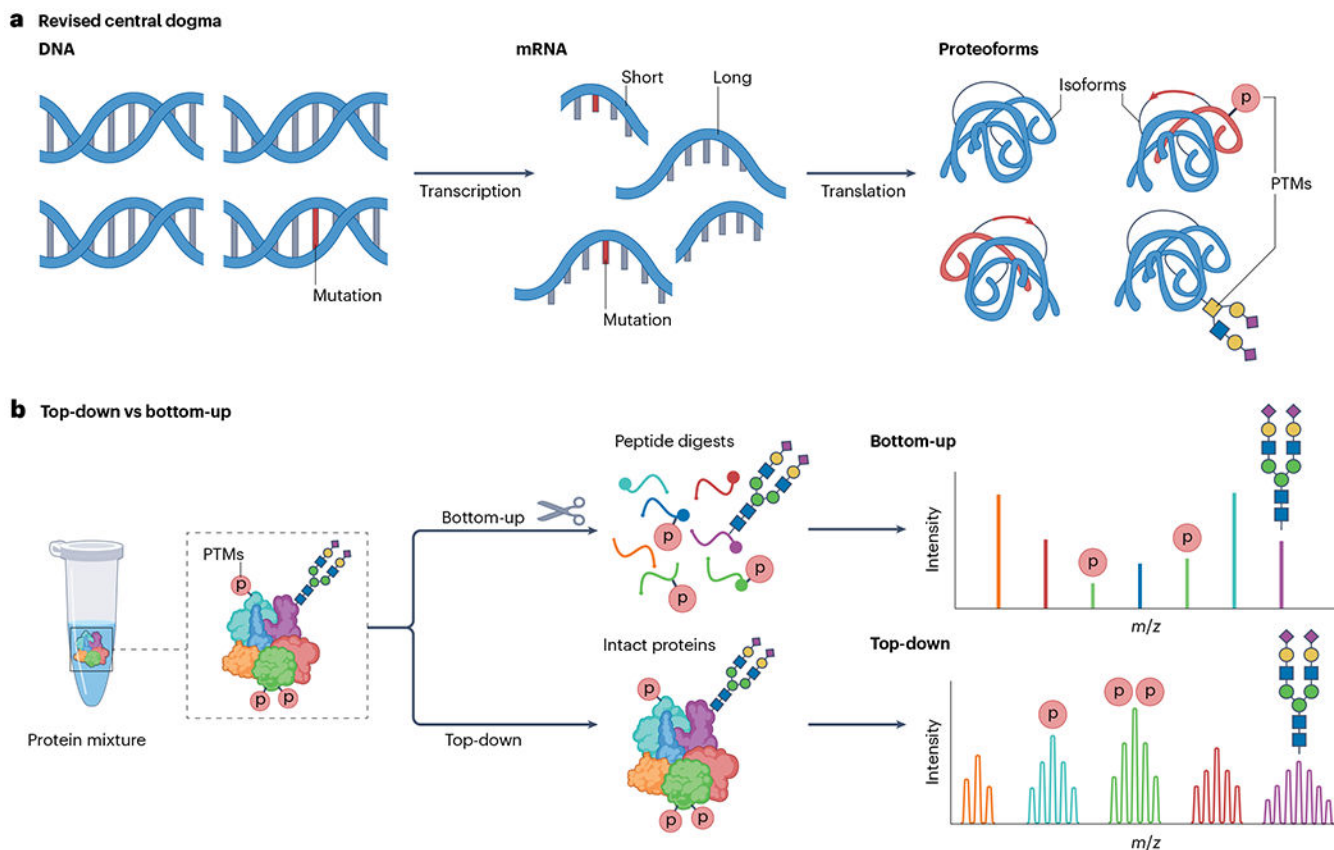 a Revised central dogma
DNA
mRNA
Proteoforms
Short
Long
Isoforms
p
Transcription
Translation
PTMs
Mutation
Mutation
b Top-down vs bottom-up
Peptide digests
Bottom-up
Bottom-up
p
p
p
Intensity
p
p
m/z
PTMs
p
p
p
Protein mixture
Top-down
Intact proteins
p
p
p
Top-down
Intensity
p
p
p
m/z